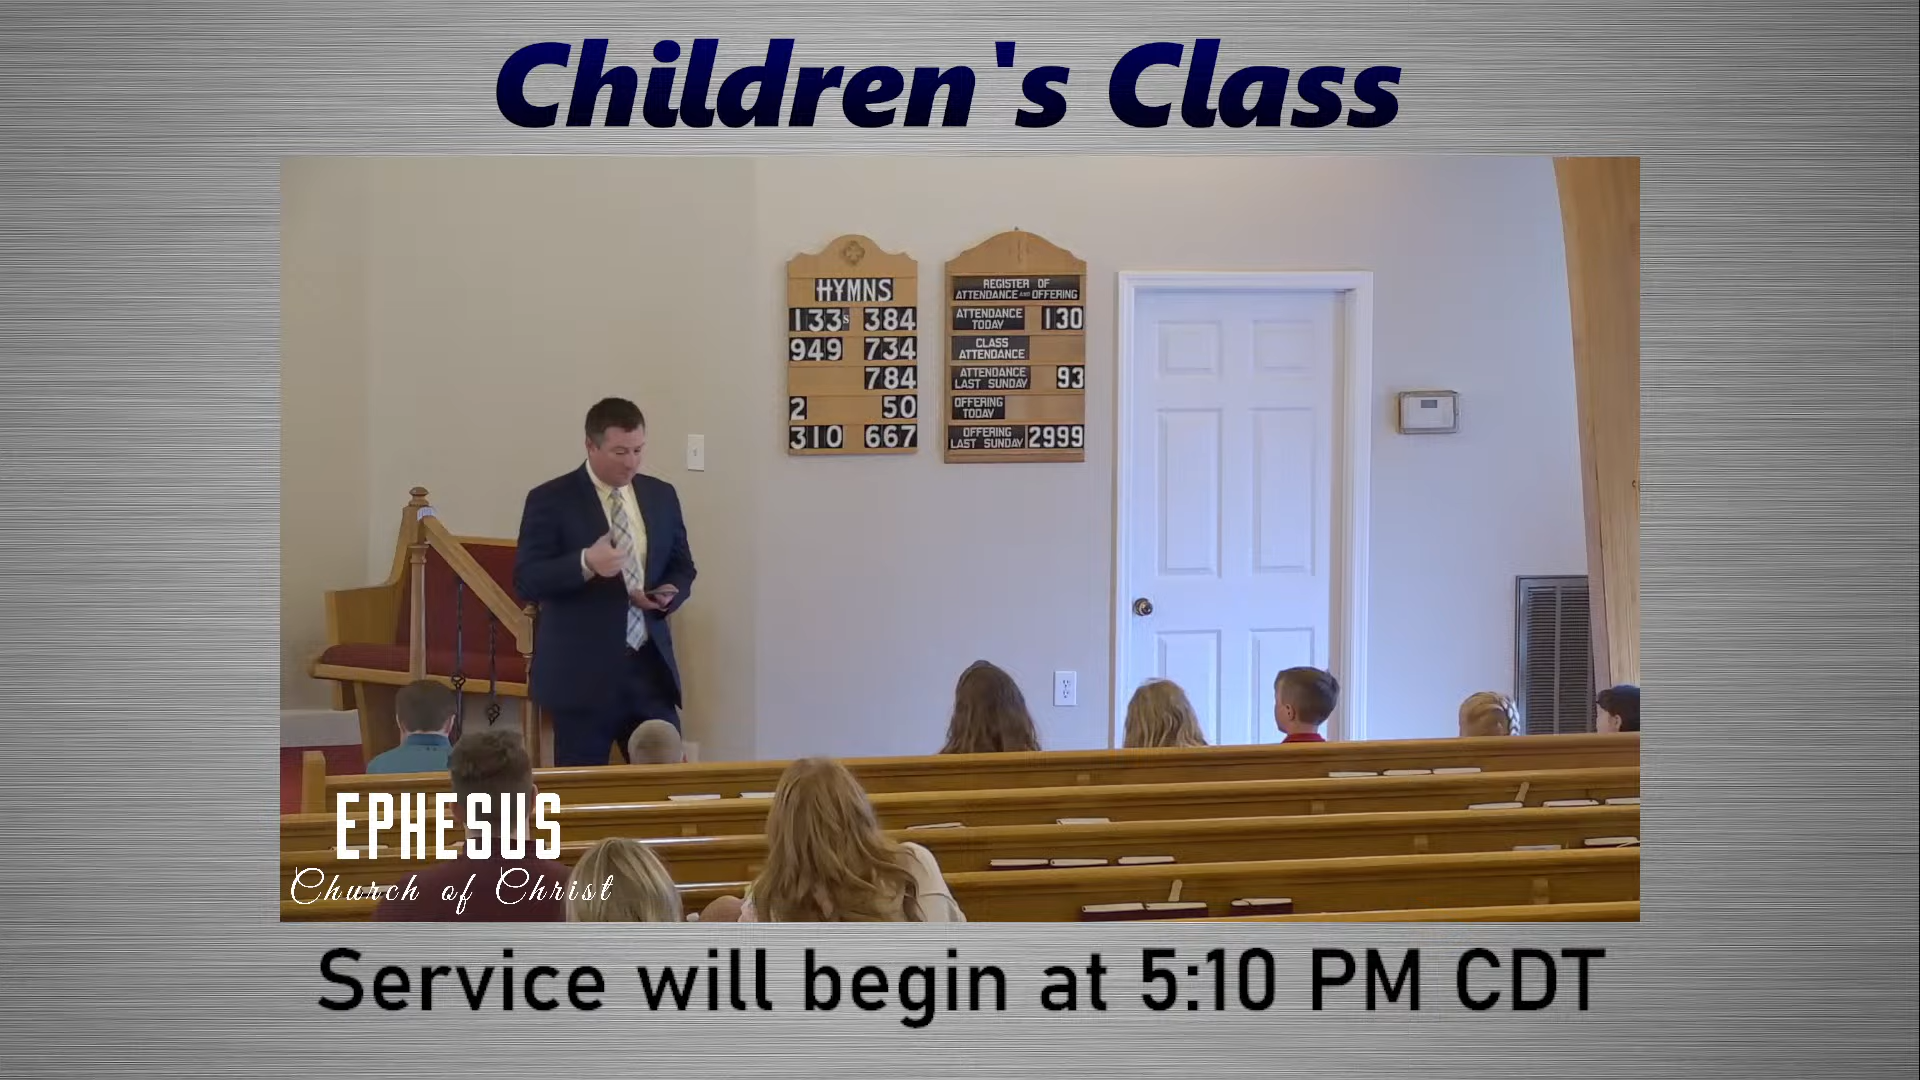 Children's Class
HYMNS
133s 384
949 734
784
2 50
310 667
REGISTER OF
ATTENDANCE AND OFFERING
ATTENDANCE
TODAY 130
CLASS
ATTENDANCE
ATTENDANCE
LAST SUNDAY 93
OFFERING
TODAY
OFFERING
LAST SUNDAY 2999
EPHESUS
Church of Christ
Service will begin at 5:10 PM CDT